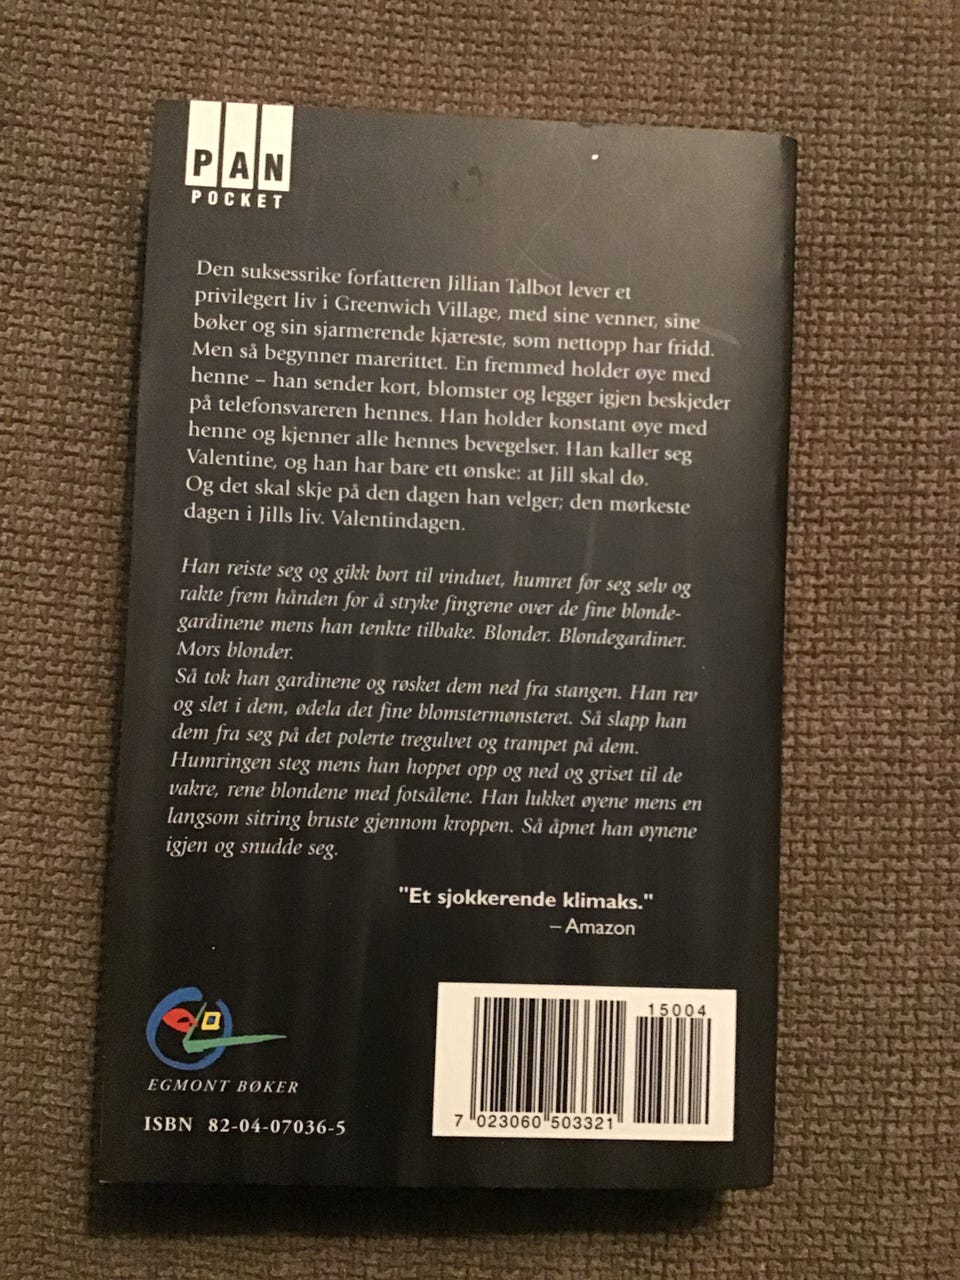 PAN
POCKET
Den suksessrike forfatteren Jillian Talbot lever et
privilegert liv i Greenwich Village, med sine venner, sine
bøker og sin sjarmerende kjæreste, som nettopp har fridd.
Men så begynner marerittet. En fremmed holder øye med
henne – han sender kort, blomster og legger igjen beskjeder
på telefonsvareren hennes. Han holder konstant øye med
henne og kjenner alle hennes bevegelser. Han kaller seg
Valentine, og han har bare ett ønske: at Jill skal dø.
Og det skal skje på den dagen han velger; den mørkeste
dagen i Jills liv. Valentindagen.
Han reiste seg og gikk bort til vinduet, humret for seg selv og
rakte frem hånden for å stryke fingrene over de fine blonde-
gardinene mens han tenkte tilbake. Blonder. Blondegardiner.
Mors blonder.
Så tok han gardinene og røsket dem ned fra stangen. Han rev
og slet i dem, ødela det fine blomstermønsteret. Så slapp han
dem fra seg på det polerte tregulvet og trampet på dem.
Humringen steg mens han hoppet opp og ned og griset til de
vakre, rene blondene med fotsålene. Han lukket øyene mens en
langsom sitring bruste gjennom kroppen. Så åpnet han øynene
igjen og snudde seg.
"Et sjokkerende klimaks."
– Amazon
EGMONT BØKER
ISBN 82-04-07036-5
15004
7 023060 503321